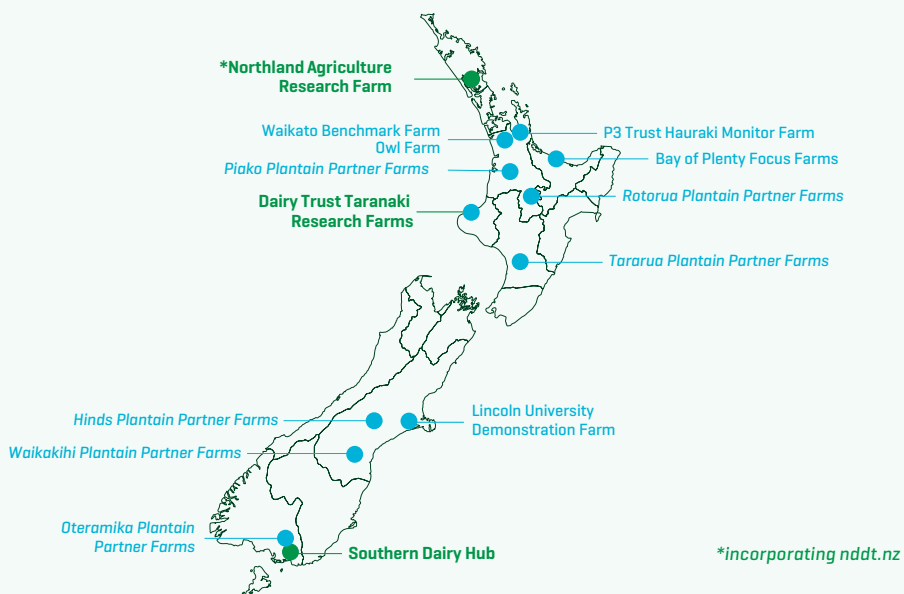 *Northland Agriculture
Research Farm
Waikato Benchmark Farm
Owl Farm
P3 Trust Hauraki Monitor Farm
Bay of Plenty Focus Farms
Piako Plantain Partner Farms
Rotorua Plantain Partner Farms
Dairy Trust Taranaki
Research Farms
Tararua Plantain Partner Farms
Hinds Plantain Partner Farms
Lincoln University
Demonstration Farm
Waikakihi Plantain Partner Farms
Oteramika Plantain
Partner Farms
Southern Dairy Hub
*incorporating nddt.nz